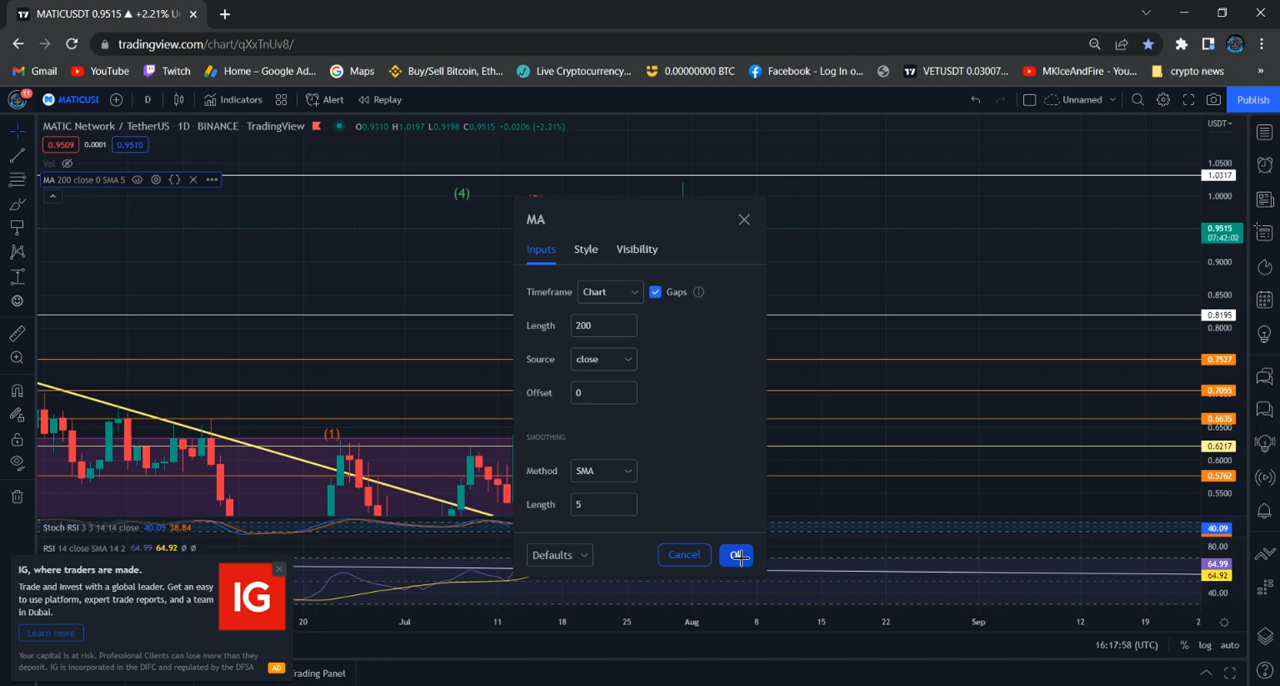 MATICUSDT 0.9515 ▲ +2.21% U
tradingview.com/chart/qXxTnUv8/
Gmail YouTube Twitch Home – Google Ad... Maps Buy/Sell Bitcoin, Eth... Live Cryptocurrency... 0.00000000 BTC Facebook - Log In o... VETUSDT 0.03007... MKIceAndFire - You... crypto news »
11 MATICUSI D Indicators Alert Replay Unnamed Publish
MATIC Network / TetherUS 1D BINANCE TradingView O0.9310 H1.0197 L0.9198 C0.9515 -0.0206 (+2.21%) USDT
0.9509 0.0001 0.9510
Vol
MA 200 close 0 SMA 5
(4)
1.0500
1.0317
1.0000
0.9515
07:42:02
0.9000
0.8500
0.8195
0.8000
0.7527
0.7055
0.6635
0.6500
0.6217
0.6000
0.5762
0.5500
(1)
MA
Inputs Style Visibility
Timeframe Chart Gaps
Length 200
Source close
Offset 0
SMOOTHING
Method SMA
Length 5
Defaults Cancel
Stoch RSI 3 3 14 14 close 40.09 38.84
40.09
RSI 14 close SMA 14 2 64.99 64.92 ø ø
80.00
64.99
64.92
40.00
IG, where traders are made.
Trade and Invest with a global leader. Get an easy
to use platform, expert trade reports, and a team
in Dubai.
IG
Learn more
Your capital is at risk. Professional Clients can lose more than they
deposit. IG is incorporated in the DIFC and regulated by the DFSA
AD
20 Jul 11 18 25 Aug 8 15 22 Sep 12 19 2
16:17:58 (UTC) % log auto
rading Panel